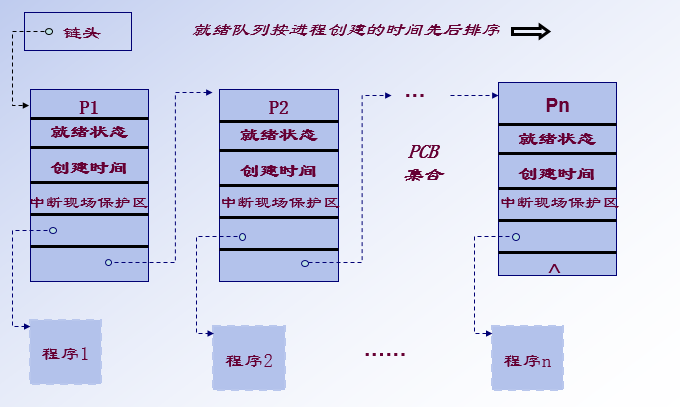 链头
就绪队列按进程创建的时间先后排序
P1
就绪状态
创建时间
中断现场保护区
P2
就绪状态
创建时间
中断现场保护区
...
PCB
集合
Pn
就绪状态
创建时间
中断现场保护区
^
程序1
程序2
......
程序n